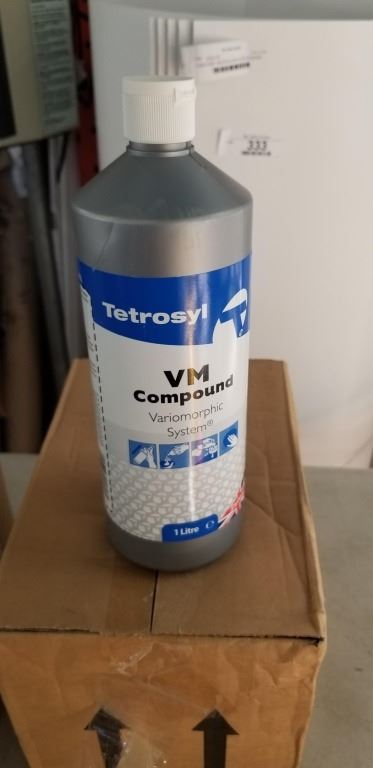 333
Tetrosyl
VM
Compound
Variomorphic
System®
1 Litre e